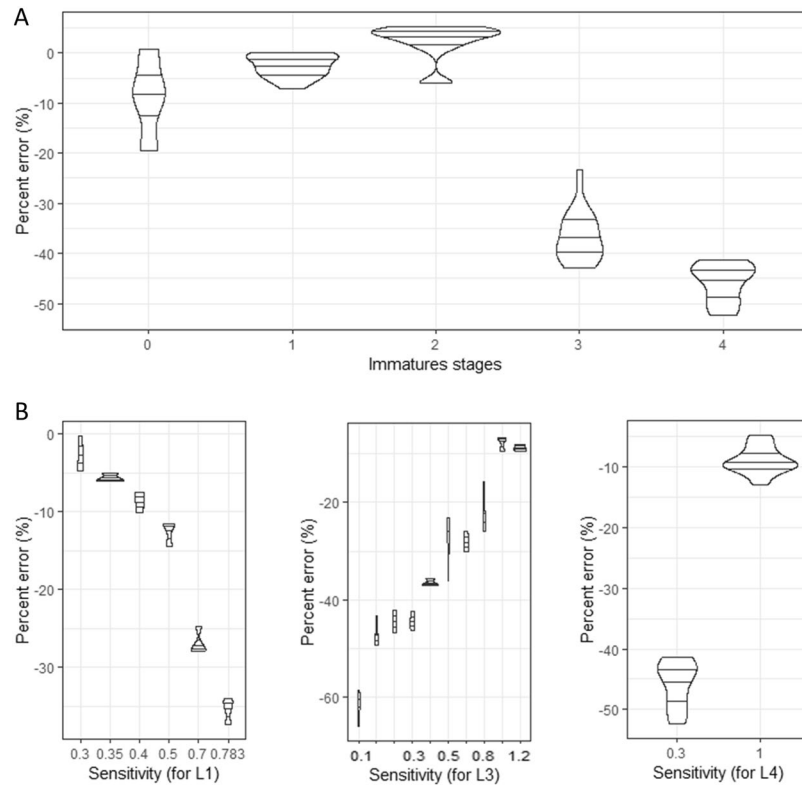 A
Percent error (%)
0
-10
-20
-30
-40
-50
0 1 2 3 4
Immatures stages
B
Percent error (%)
0
-10
-20
-30
0.3 0.35 0.4 0.5 0.7 0.783
Sensitivity (for L1)
Percent error (%)
-20
-40
-60
0.1 0.3 0.5 0.8 1.2
Sensitivity (for L3)
Percent error (%)
-10
-20
-30
-40
-50
0.3 1
Sensitivity (for L4)